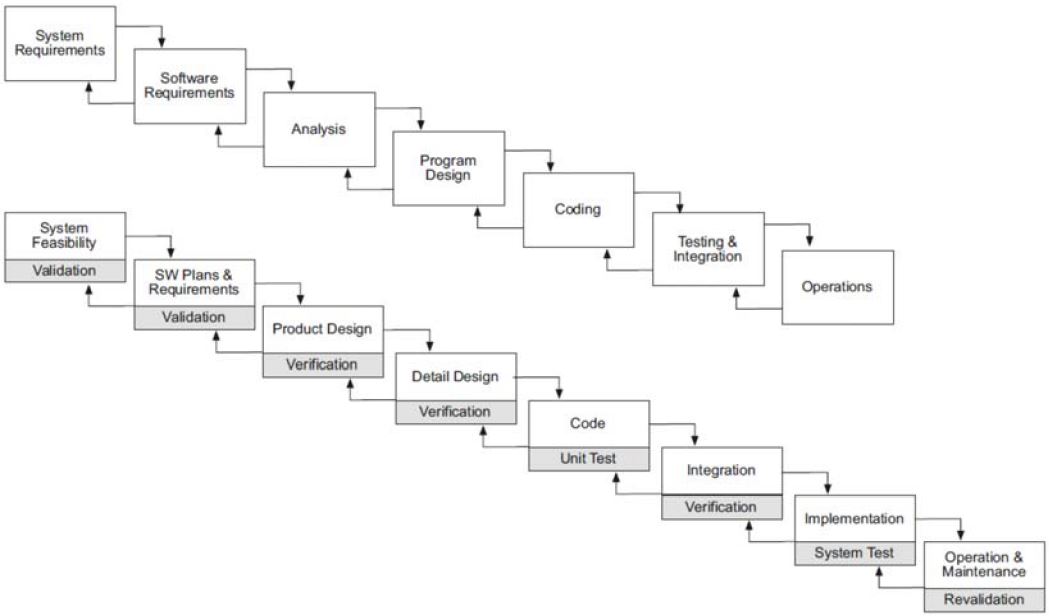 System
Requirements
Software
Requirements
Analysis
Program
Design
Coding
Testing &
Integration
Operations
System
Feasibility
Validation
SW Plans &
Requirements
Validation
Product Design
Verification
Detail Design
Verification
Code
Unit Test
Integration
Verification
Implementation
System Test
Operation &
Maintenance
Revalidation